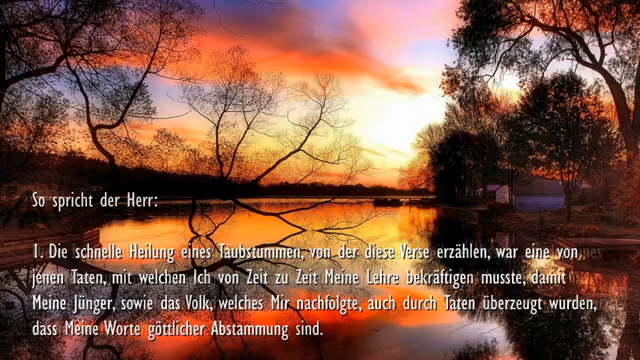 So spricht der Herr:
1. Die schnelle Heilung eines Taubstummen, von der diese Verse erzählen, war eine von
jenen Taten, mit welchen Ich von Zeit zu Zeit Meine Lehre bekräftigen musste, damit
Meine Jünger, sowie das Volk, welches Mir nachfolgte, auch durch Taten überzeugt wurden,
dass Meine Worte göttlicher Abstammung sind.